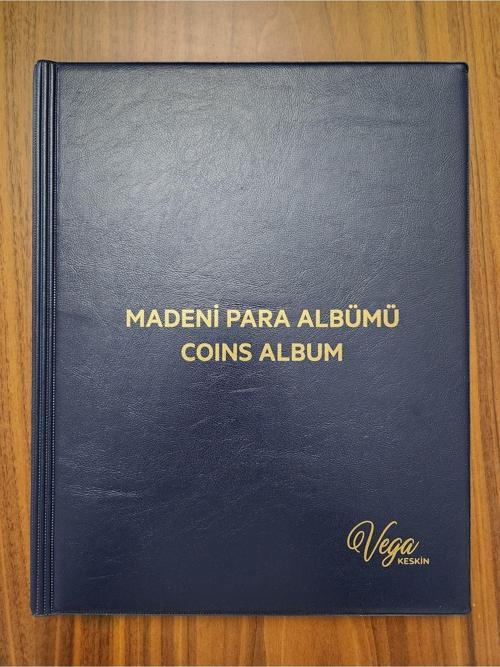 MADENİ PARA ALBÜMÜ
COINS ALBUM
Vega
KESKİN